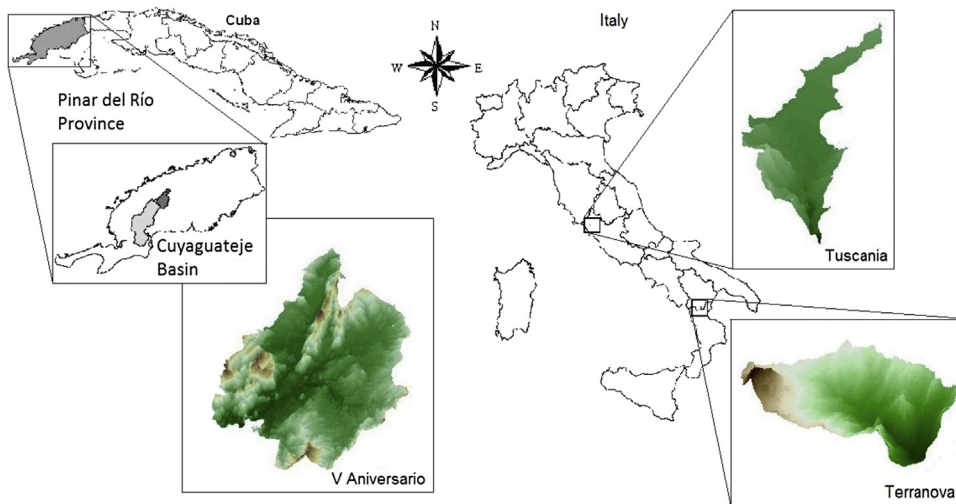 Cuba
N
W E
S
Italy
Pinar del Río
Province
Cuyaguateje
Basin
V Aniversario
Tuscania
Terranova